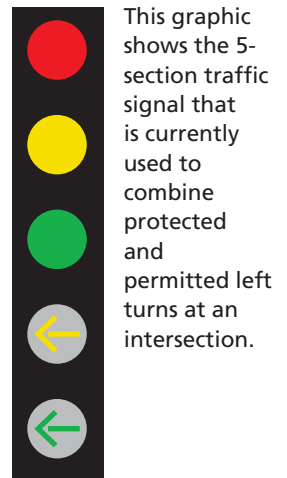 This graphic
shows the 5-
section traffic
signal that
is currently
used to
combine
protected
and
permitted left
turns at an
intersection.